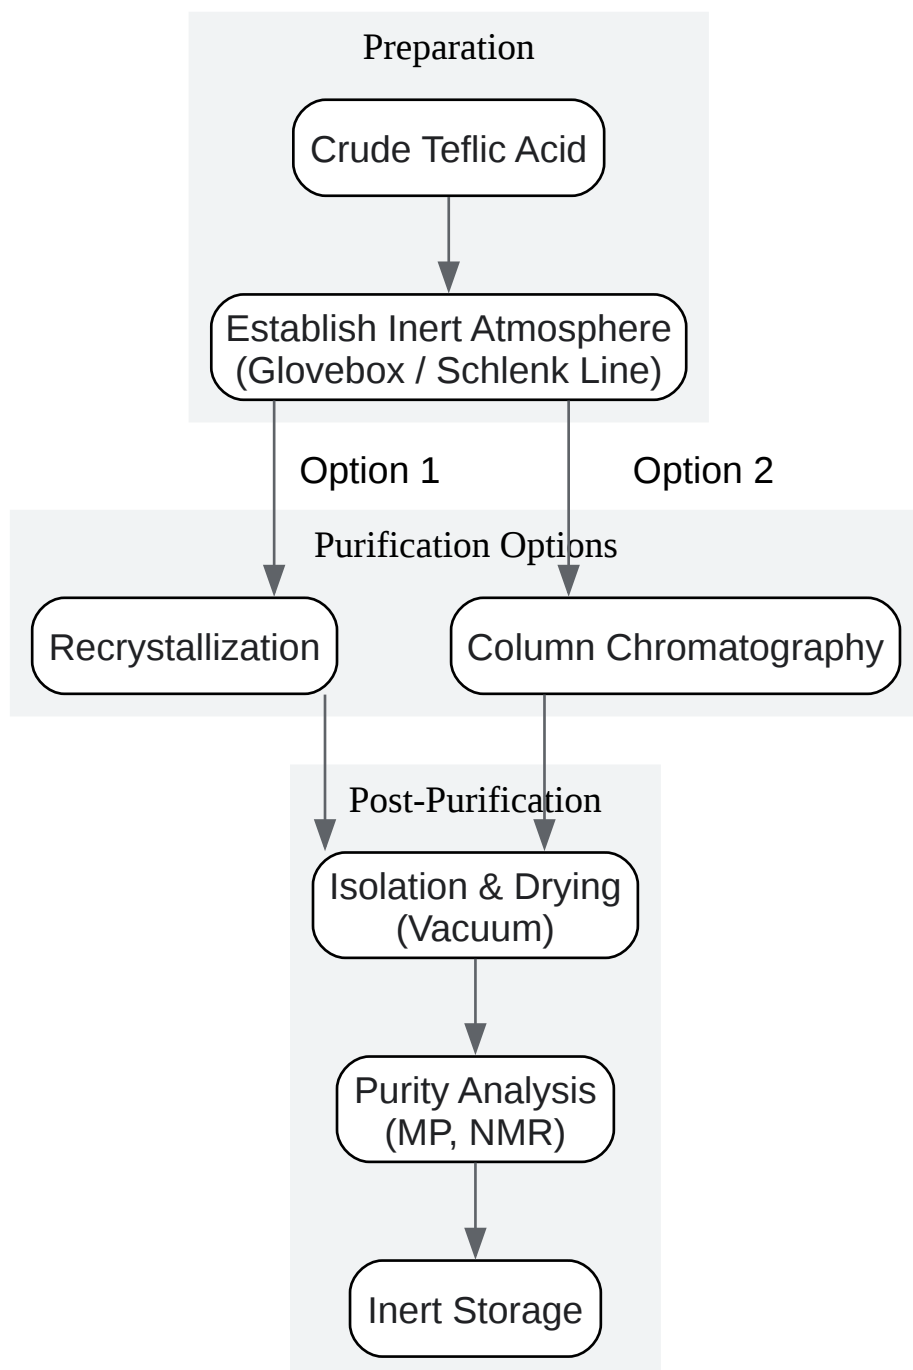 Preparation
Crude Teflic Acid
Establish Inert Atmosphere
(Glovebox / Schlenk Line)
Option 1
Option 2
Purification Options
Recrystallization
Column Chromatography
Post-Purification
Isolation & Drying
(Vacuum)
Purity Analysis
(MP, NMR)
Inert Storage